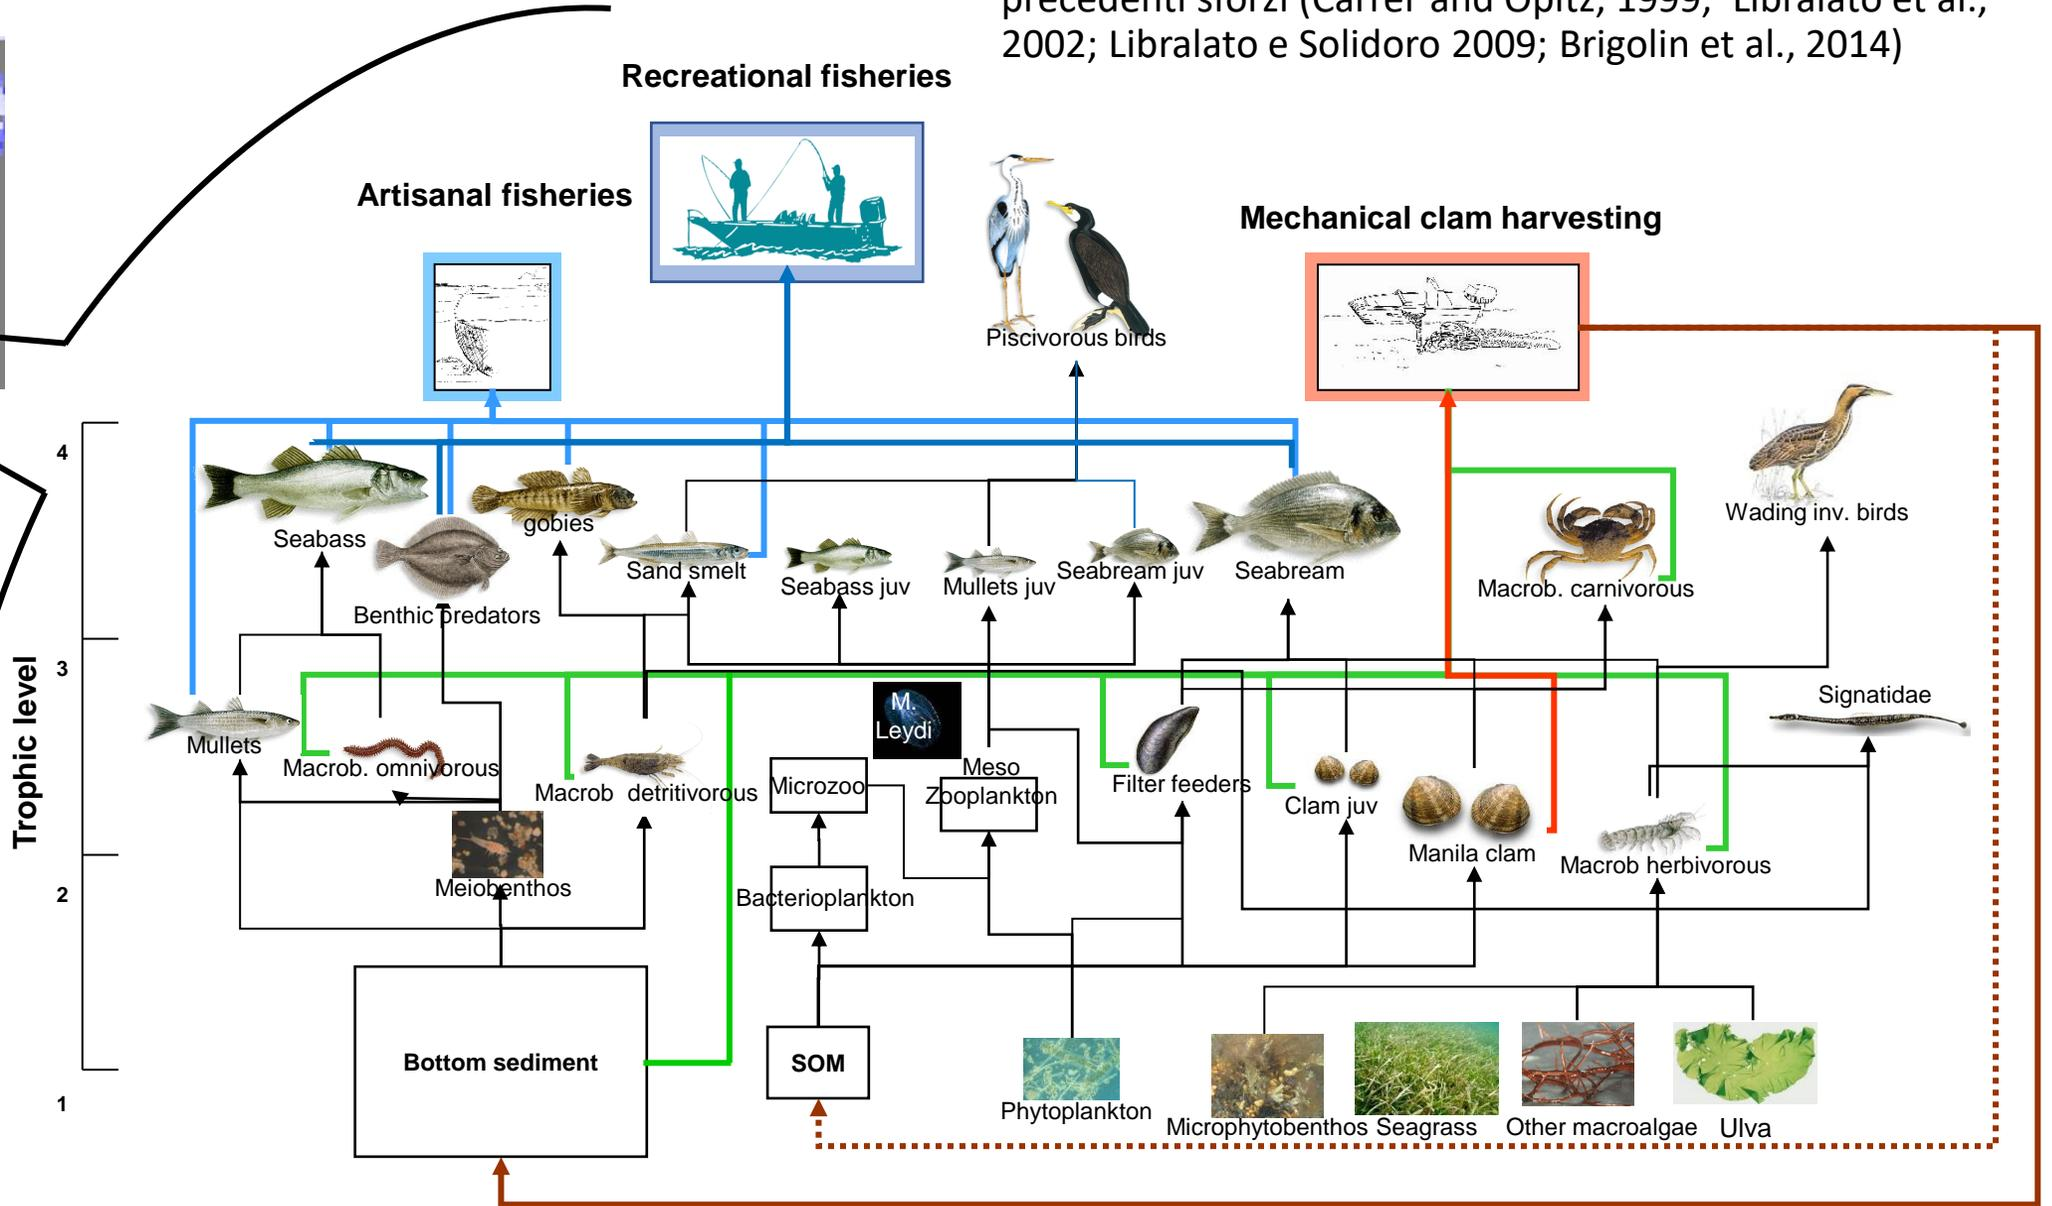 precedenti sforzi (Carrer and Opitz, 1999; Libralato et al.,
2002; Libralato e Solidoro 2009; Brigolin et al., 2014)
Recreational fisheries
Artisanal fisheries
Mechanical clam harvesting
Piscivorous birds
Trophic level
4
3
2
1
Seabass
gobies
Benthic predators
Sand smelt
Seabass juv
Mullets juv
Seabream juv
Seabream
Macrob. carnivorous
Wading inv. birds
Mullets
Macrob. omnivorous
Macrob detritivorous
M.
Leydi
Microzoo
Meso
Zooplankton
Filter feeders
Clam juv
Manila clam
Macrob herbivorous
Signatidae
Meiobenthos
Bacterioplankton
Bottom sediment
SOM
Phytoplankton
Microphytobenthos
Seagrass
Other macroalgae
Ulva